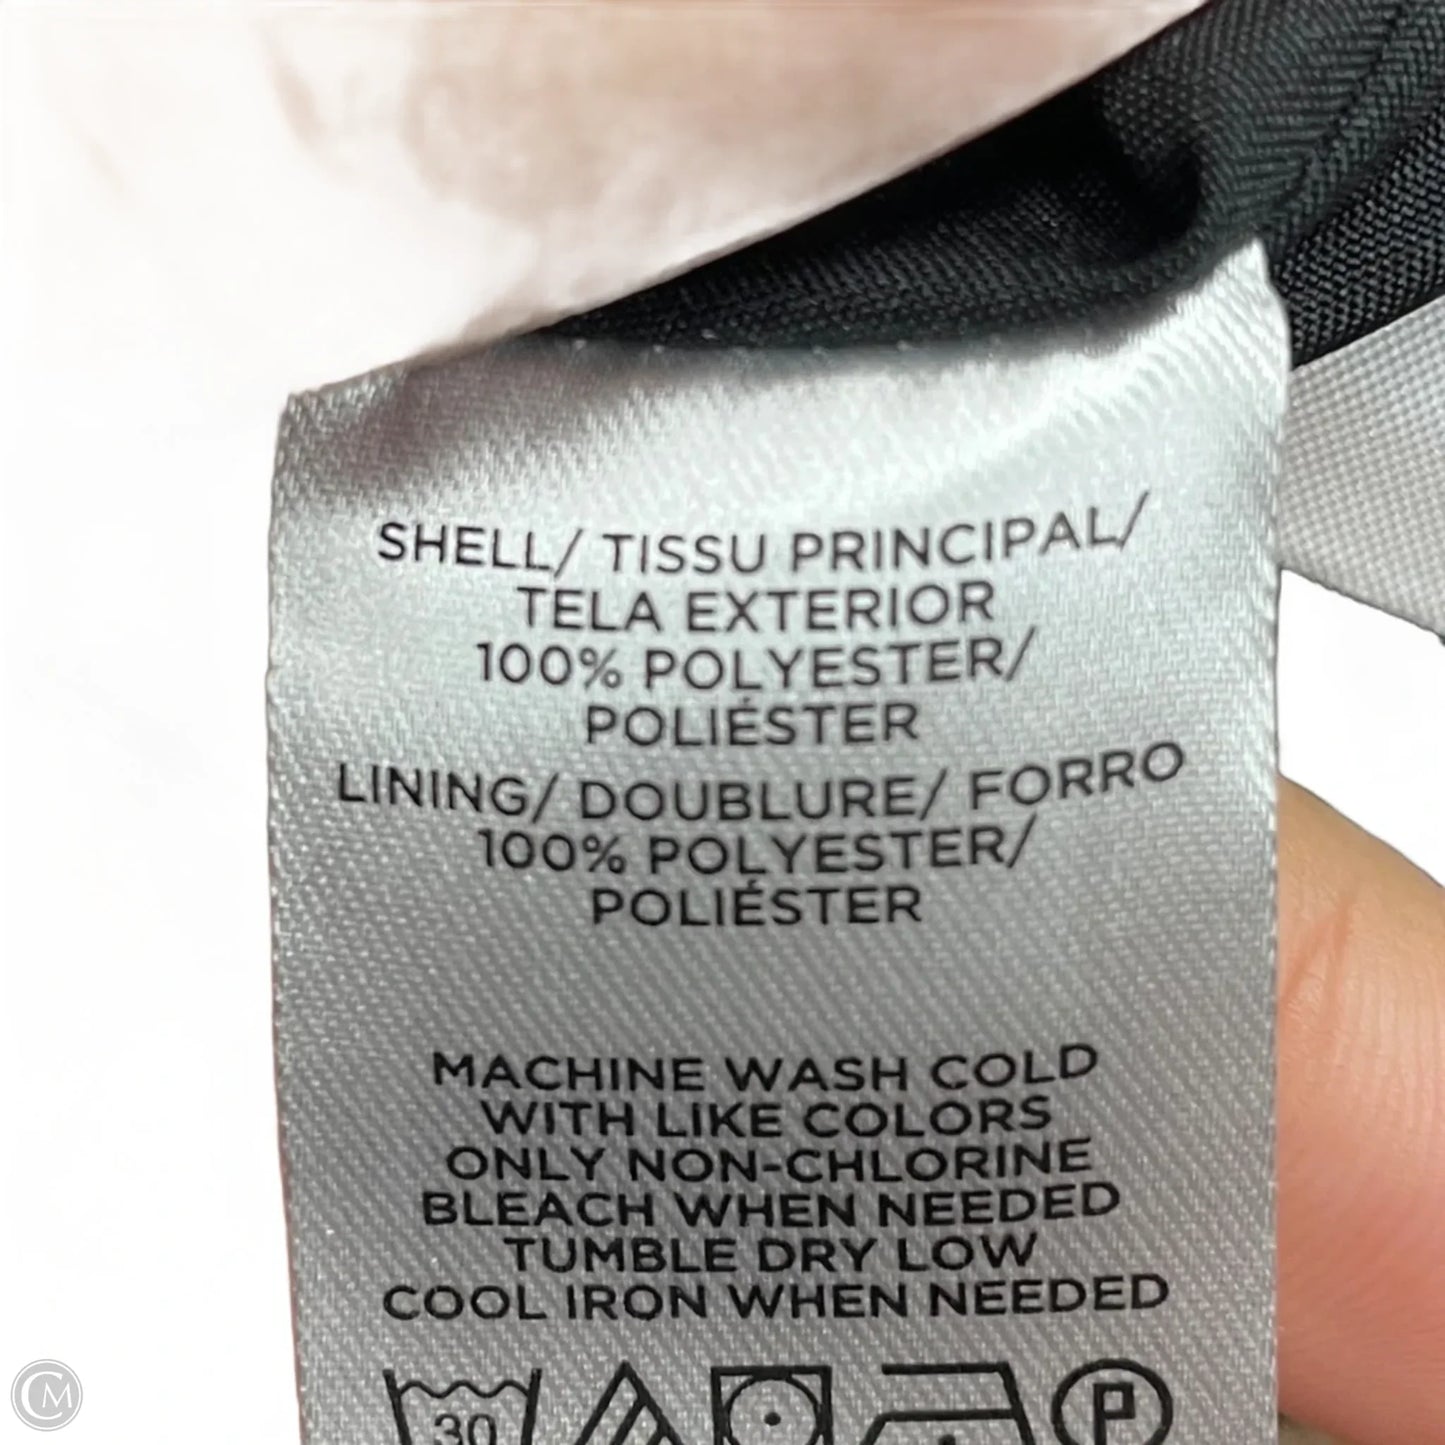 SHELL/ TISSU PRINCIPAL/
TELA EXTERIOR
100% POLYESTER/
POLIÉSTER
LINING/ DOUBLURE/ FORRO
100% POLYESTER/
POLIÉSTER
MACHINE WASH COLD
WITH LIKE COLORS
ONLY NON-CHLORINE
BLEACH WHEN NEEDED
TUMBLE DRY LOW
COOL IRON WHEN NEEDED
30 P
CM